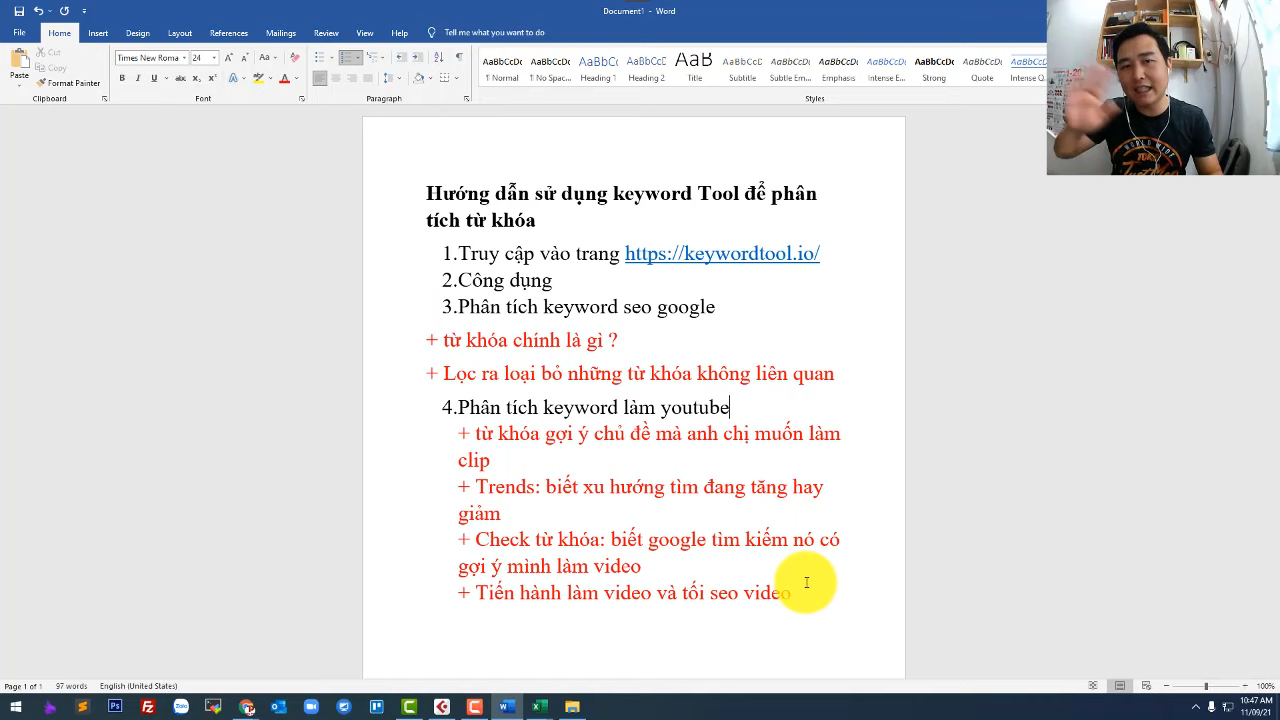 Document1 - Word
File
Home
Insert
Design
Layout
References
Mailings
Review
View
Help
Tell me what you want to do
Cut
Copy
Format Painter
Paste
Times New Roma
24
Clipboard
Font
Paragraph
Styles
1 Normal
1 No Spac...
Heading 1
Heading 2
Title
Subtitle
Subtle Em...
Emphasis
Intense E...
Strong
Quote
Intense Q...
Hướng dẫn sử dụng keyword Tool để phân
tích từ khóa
1.Truy cập vào trang https://keywordtool.io/
2.Công dụng
3.Phân tích keyword seo google
+ từ khóa chính là gì ?
+ Lọc ra loại bỏ những từ khóa không liên quan
4.Phân tích keyword làm youtube
+ từ khóa gợi ý chủ đề mà anh chị muốn làm
clip
+ Trends: biết xu hướng tìm đang tăng hay
giảm
+ Check từ khóa: biết google tìm kiếm nó có
gợi ý mình làm video
+ Tiến hành làm video và tối seo video
Page 1 of 1
97 words
English (United States)
100%
10:47 AM
11/09/21